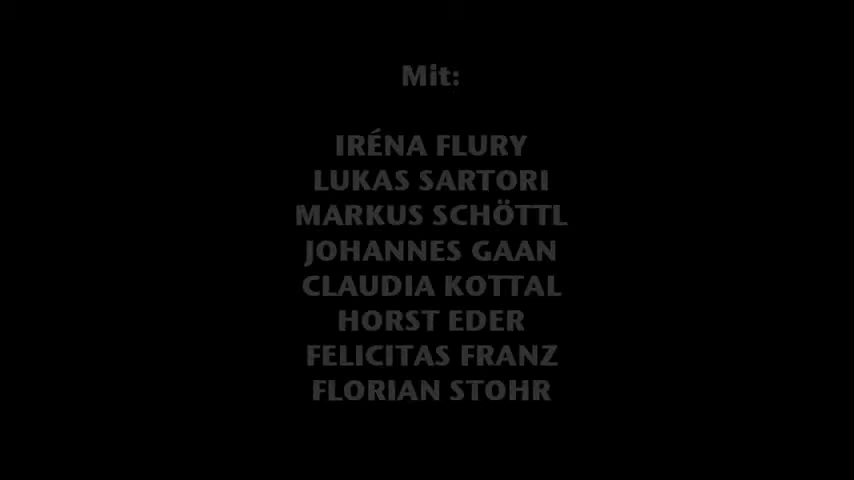 Mit:
IRÉNA FLURY
LUKAS SARTORI
MARKUS SCHÖTTL
JOHANNES GAAN
CLAUDIA KOTTAL
HORST EDER
FELICITAS FRANZ
FLORIAN STOHR